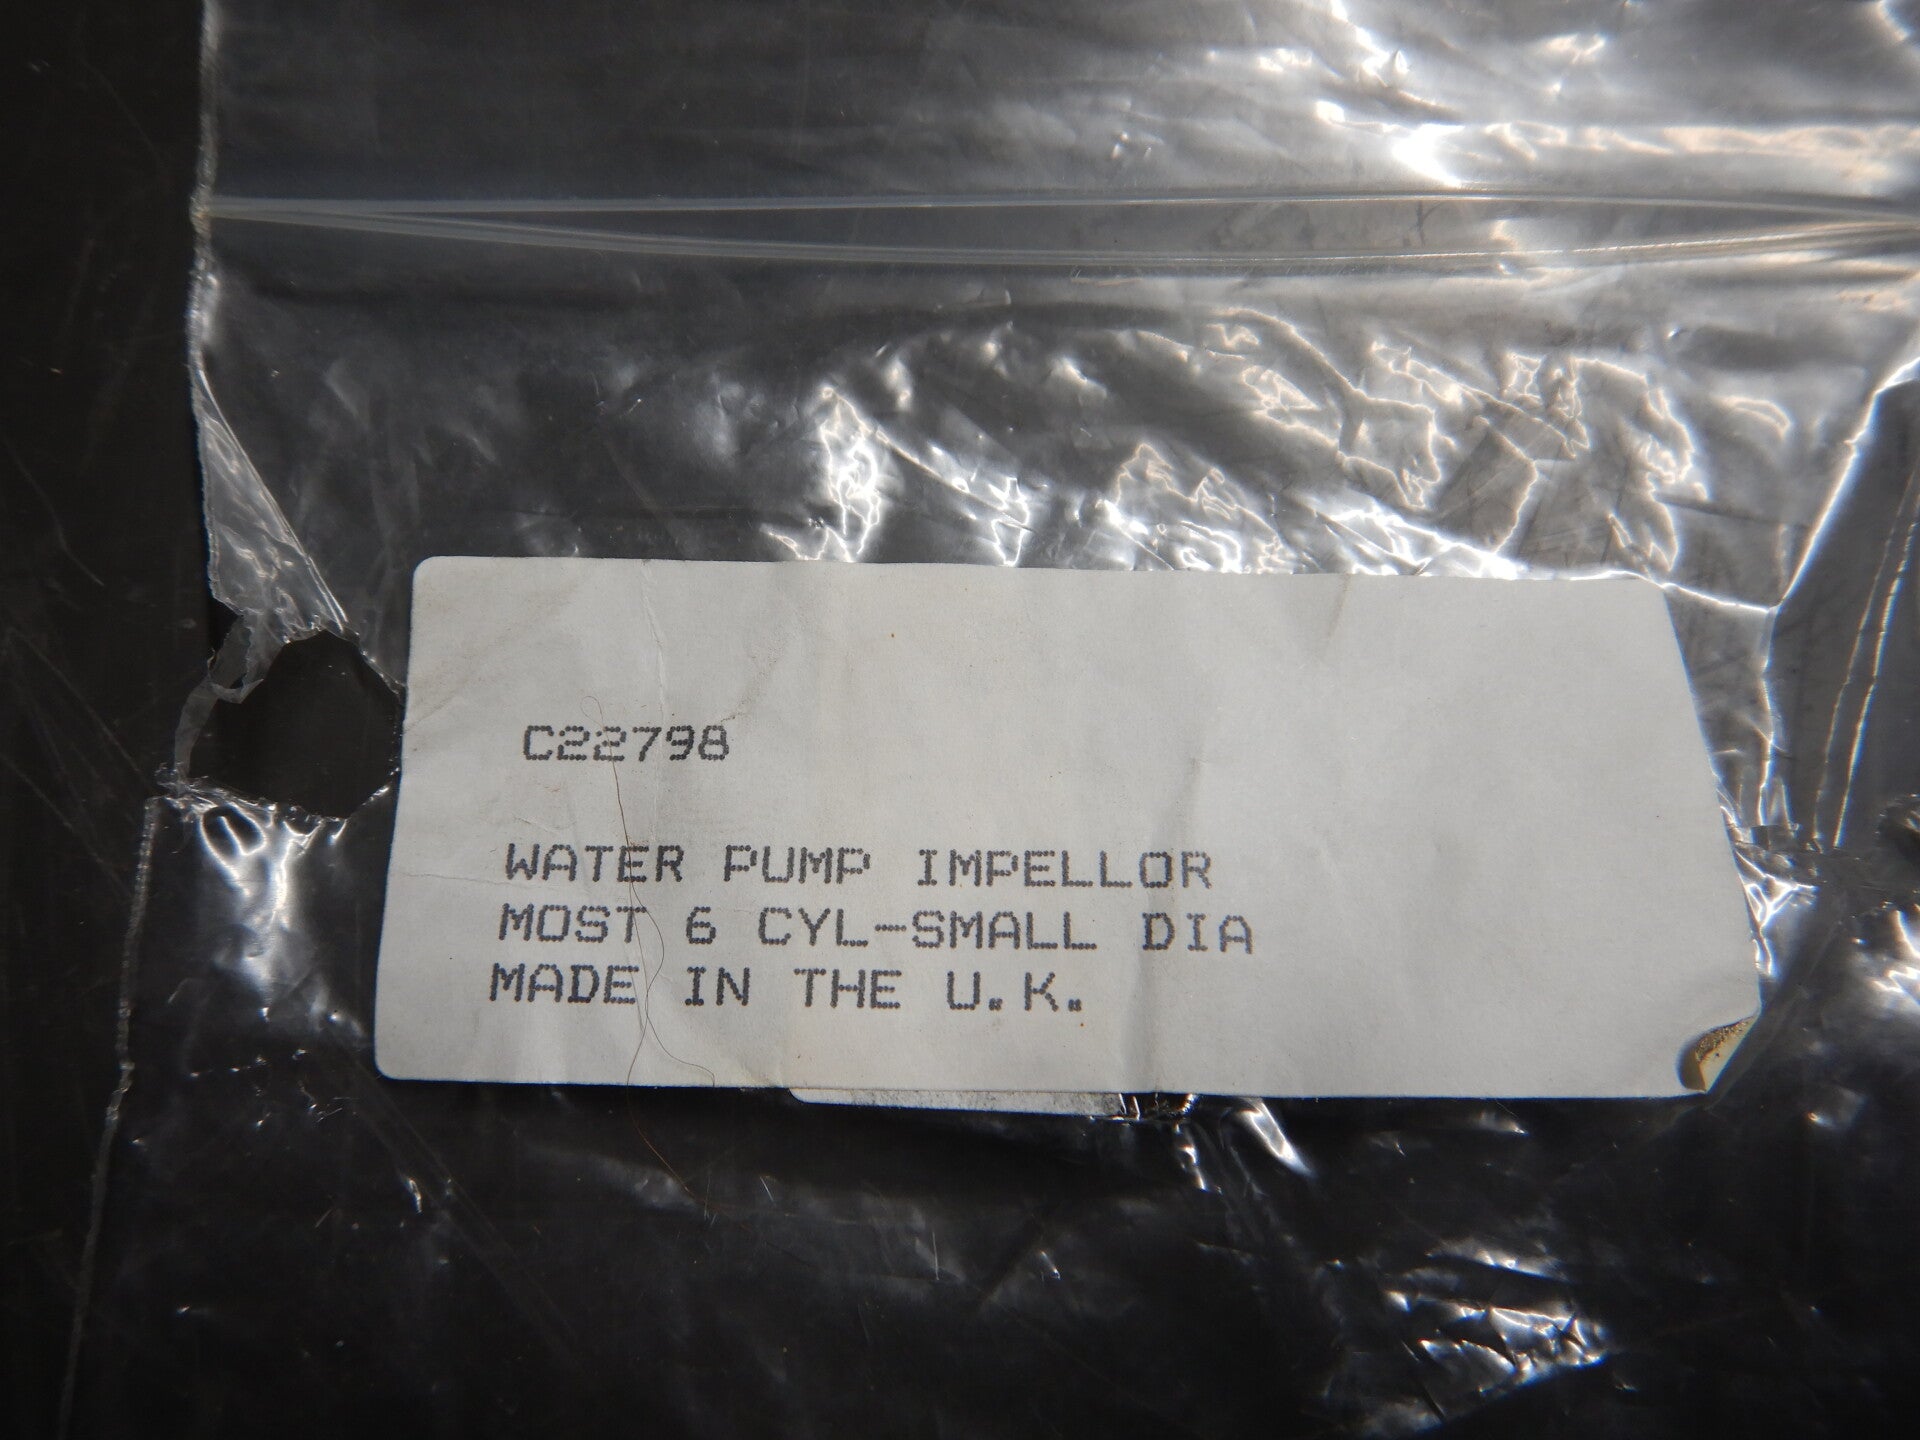 C22798
WATER PUMP IMPELLOR
MOST 6 CYL-SMALL DIA
MADE IN THE U.K.